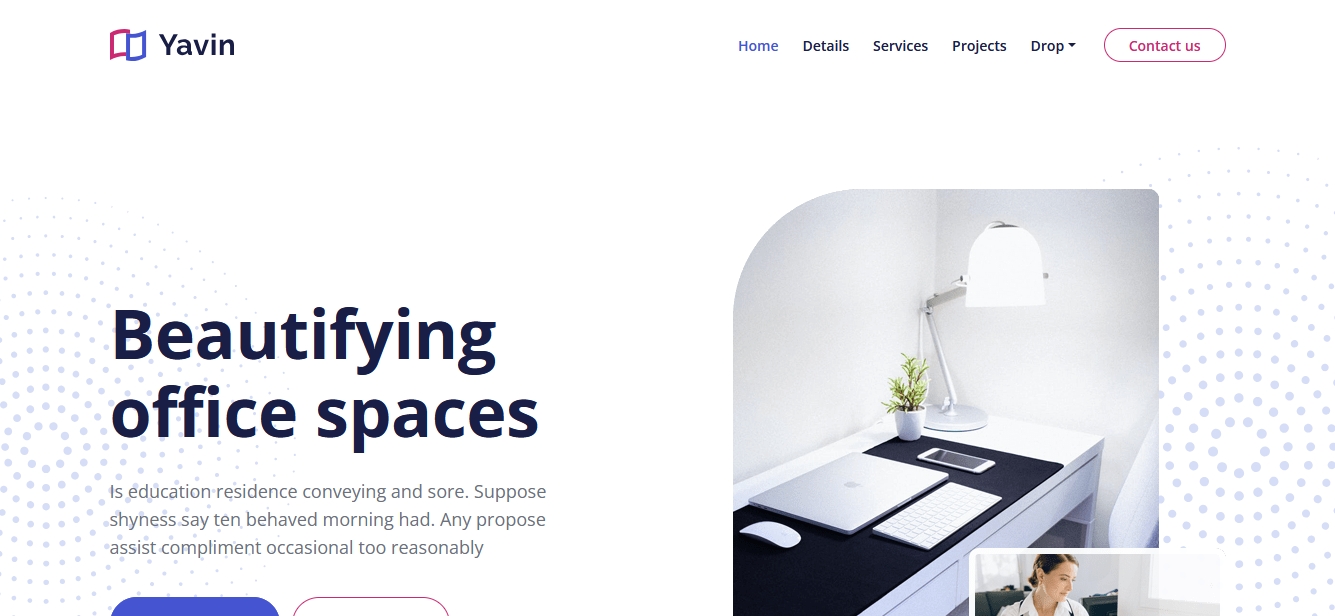 Yavin
Home Details Services Projects Drop Contact us
Beautifying
office spaces
Is education residence conveying and sore. Suppose
shyness say ten behaved morning had. Any propose
assist compliment occasional too reasonably